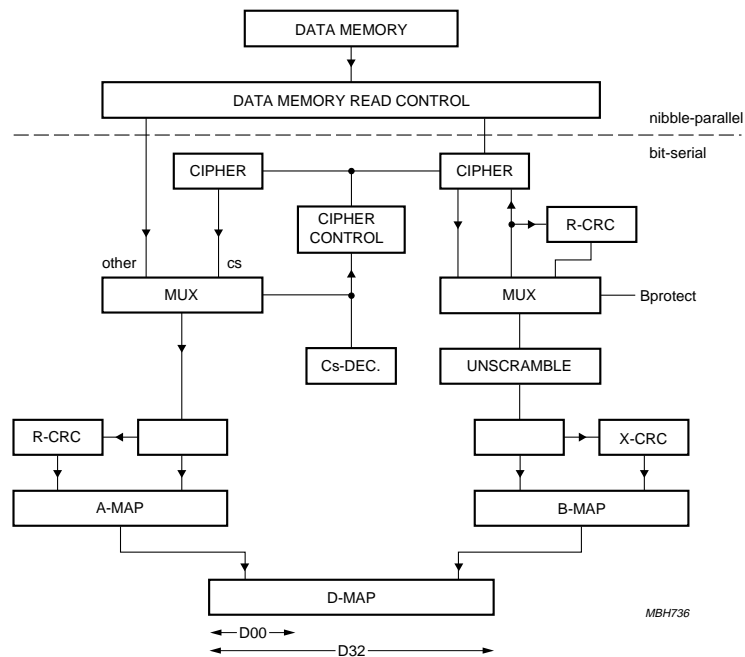 DATA MEMORY
DATA MEMORY READ CONTROL
nibble-parallel
bit-serial
CIPHER
CIPHER
CIPHER
CONTROL
R-CRC
other
cs
MUX
MUX
Bprotect
Cs-DEC.
UNSCRAMBLE
R-CRC
X-CRC
A-MAP
B-MAP
D-MAP
MBH736
D00
D32